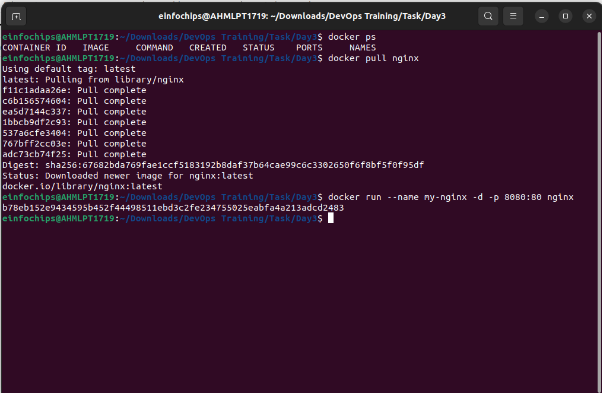 einfochips@AHMLPT1719: ~/Downloads/DevOps Training/Task/Day3
einfochips@AHMLPT1719:~/Downloads/DevOps Training/Task/Day3$ docker ps
CONTAINER ID   IMAGE     COMMAND   CREATED   STATUS    PORTS     NAMES
einfochips@AHMLPT1719:~/Downloads/DevOps Training/Task/Day3$ docker pull nginx
Using default tag: latest
latest: Pulling from library/nginx
f11c1adaa26e: Pull complete
c6b156574604: Pull complete
ea5d7144c337: Pull complete
1bbcb9df2c93: Pull complete
537a6cfe3404: Pull complete
767bff2cc03e: Pull complete
adc73cb74f25: Pull complete
Digest: sha256:67682bda769fae1ccf5183192b8daf37b64cae99c6c3302650f6f8bf5f0f95df
Status: Downloaded newer image for nginx:latest
docker.io/library/nginx:latest
einfochips@AHMLPT1719:~/Downloads/DevOps Training/Task/Day3$ docker run --name my-nginx -d -p 8080:80 nginx
b78eb152e9434595b452f44498511ebd3c2fe234755025eabfa4a213adcd2483
einfochips@AHMLPT1719:~/Downloads/DevOps Training/Task/Day3$